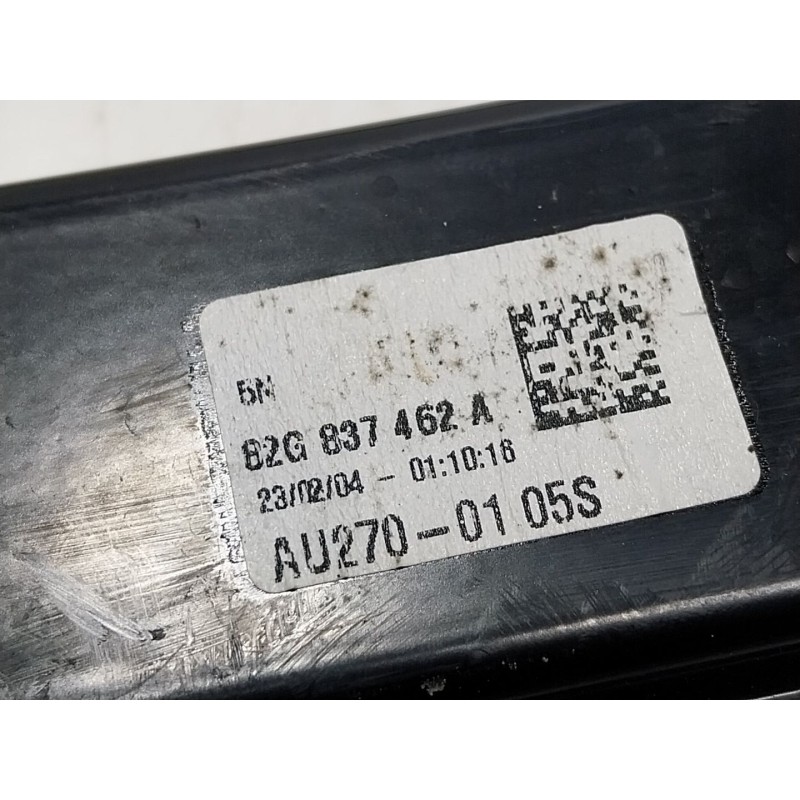 5N
82G 837 462 A
23/02/04 - 01:10:16
AU270-01 05S